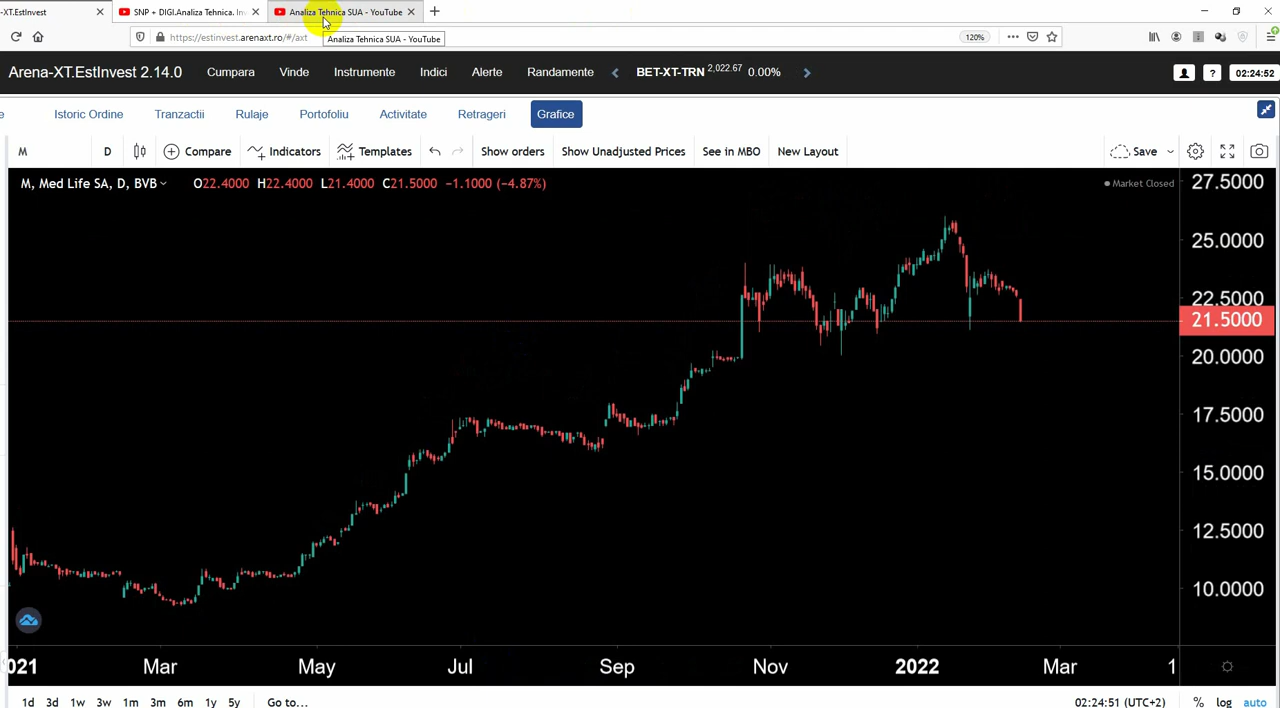 -XT.EstInvest
SNP + DIGI.Analiza Tehnica. Inv
Analiza Tehnica SUA - YouTube
https://estinvest.arenaxt.ro/#/axt
Analiza Tehnica SUA - YouTube
120%
Arena-XT.EstInvest 2.14.0 Cumpara Vinde Instrumente Indici Alerte Randamente BET-XT-TRN 2,022.67 0.00% ? 02:24:52
e Istoric Ordine Tranzactii Rulaje Portofoliu Activitate Retrageri Grafice
M D Compare Indicators Templates Show orders Show Unadjusted Prices See in MBO New Layout Save
M, Med Life SA, D, BVB O22.4000 H22.4000 L21.4000 C21.5000 −1.1000 (−4.87%) Market Closed
27.5000
25.0000
22.5000
21.5000
20.0000
17.5000
15.0000
12.5000
10.0000
021 Mar May Jul Sep Nov 2022 Mar 1
1d 3d 1w 3w 1m 3m 6m 1y 5y Go to... 02:24:51 (UTC+2) % log auto